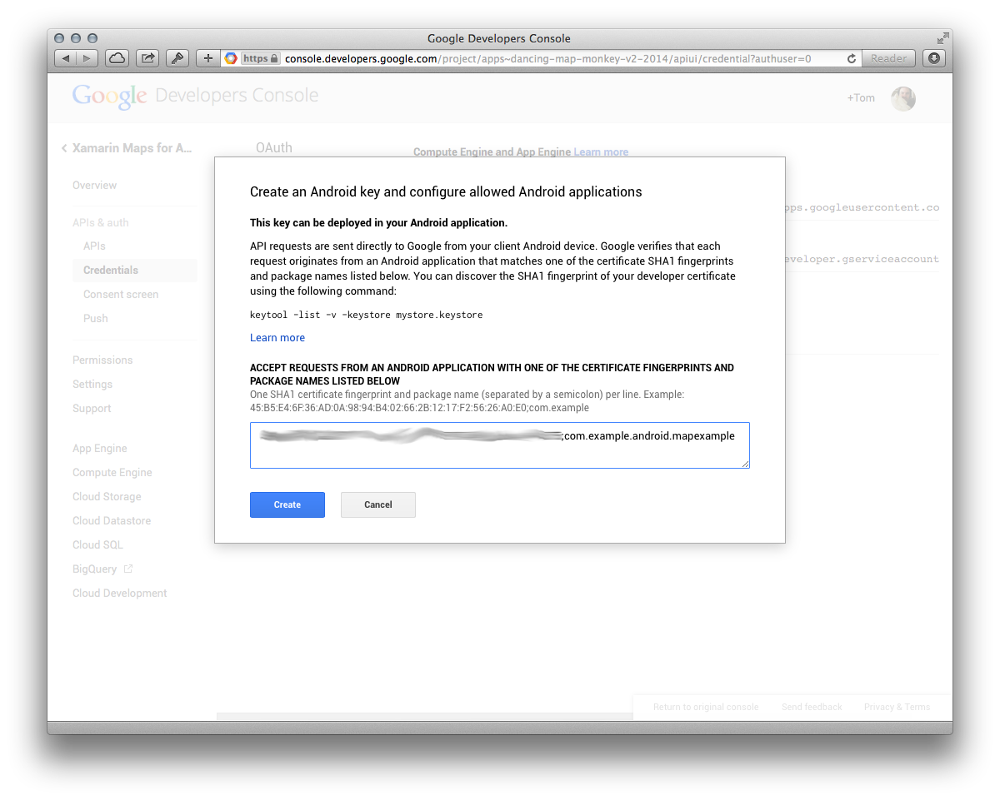 Google Developers Console
https console.developers.google.com/project/apps~dancing-map-monkey-v2-2014/apiui/credential?authuser=0 Reader
Google Developers Console
+Tom
Xamarin Maps for A...
OAuth
Compute Engine and App Engine Learn more
Overview
APIs & auth
APIs
Credentials
Consent screen
Push
Permissions
Settings
Support
App Engine
Compute Engine
Cloud Storage
Cloud Datastore
Cloud SQL
BigQuery
Cloud Development
pps.googleusercontent.co
eveloper.gserviceaccount
Create an Android key and configure allowed Android applications
This key can be deployed in your Android application.
API requests are sent directly to Google from your client Android device. Google verifies that each
request originates from an Android application that matches one of the certificate SHA1 fingerprints
and package names listed below. You can discover the SHA1 fingerprint of your developer certificate
using the following command:
keytool -list -v -keystore mystore.keystore
Learn more
ACCEPT REQUESTS FROM AN ANDROID APPLICATION WITH ONE OF THE CERTIFICATE FINGERPRINTS AND
PACKAGE NAMES LISTED BELOW
One SHA1 certificate fingerprint and package name (separated by a semicolon) per line. Example:
45:B5:E4:6F:36:AD:0A:98:94:B4:02:66:2B:12:17:F2:56:26:A0:E0;com.example
;com.example.android.mapexample
Create Cancel
Return to original console Send feedback Privacy & Terms